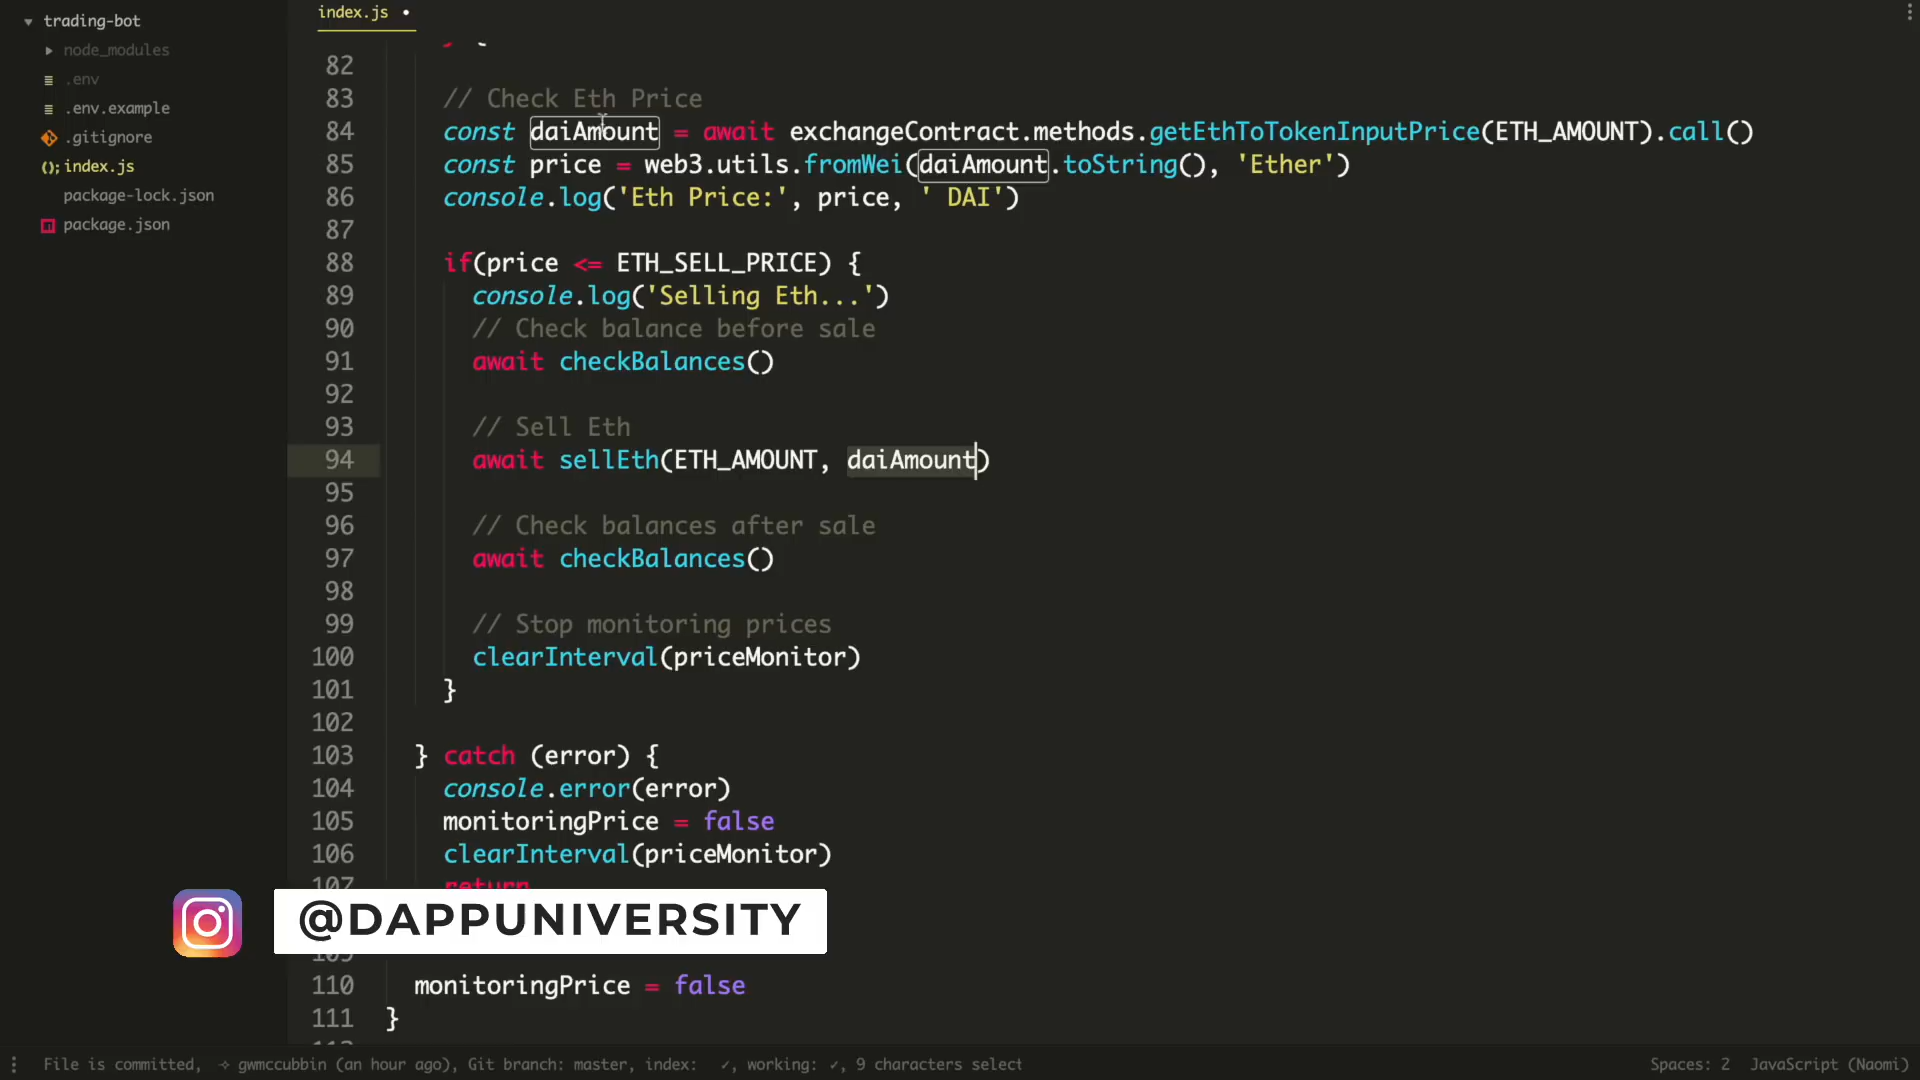 trading-bot
node_modules
.env
.env.example
.gitignore
index.js
package-lock.json
package.json
index.js
82
83 // Check Eth Price
84 const daiAmount = await exchangeContract.methods.getEthToTokenInputPrice(ETH_AMOUNT).call()
85 const price = web3.utils.fromWei(daiAmount.toString(), 'Ether')
86 console.log('Eth Price:', price, ' DAI')
87
88 if(price <= ETH_SELL_PRICE) {
89 console.log('Selling Eth...')
90 // Check balance before sale
91 await checkBalances()
92
93 // Sell Eth
94 await sellEth(ETH_AMOUNT, daiAmount)
95
96 // Check balances after sale
97 await checkBalances()
98
99 // Stop monitoring prices
100 clearInterval(priceMonitor)
101 }
102
103 } catch (error) {
104 console.error(error)
105 monitoringPrice = false
106 clearInterval(priceMonitor)
107 return
@DAPPUNIVERSITY
109
110 monitoringPrice = false
111 }
File is committed, gwmccubbin (an hour ago), Git branch: master, index: ✓, working: ✓, 9 characters select
Spaces: 2 JavaScript (Naomi)